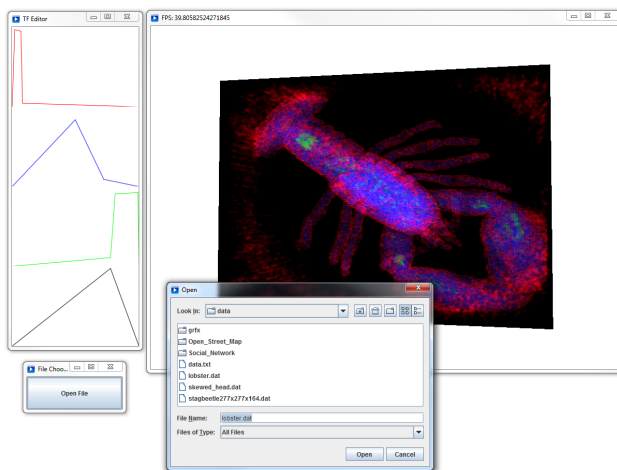 TF Editor
FPS: 39.80582524271845
Open
Look In:
data
grfx
Open_Street_Map
Social_Network
data.txt
lobster.dat
skewed_head.dat
stagbeetle277x277x164.dat
File Name:
lobster.dat
Files of Type:
All Files
Open
Cancel
File Choo...
Open File